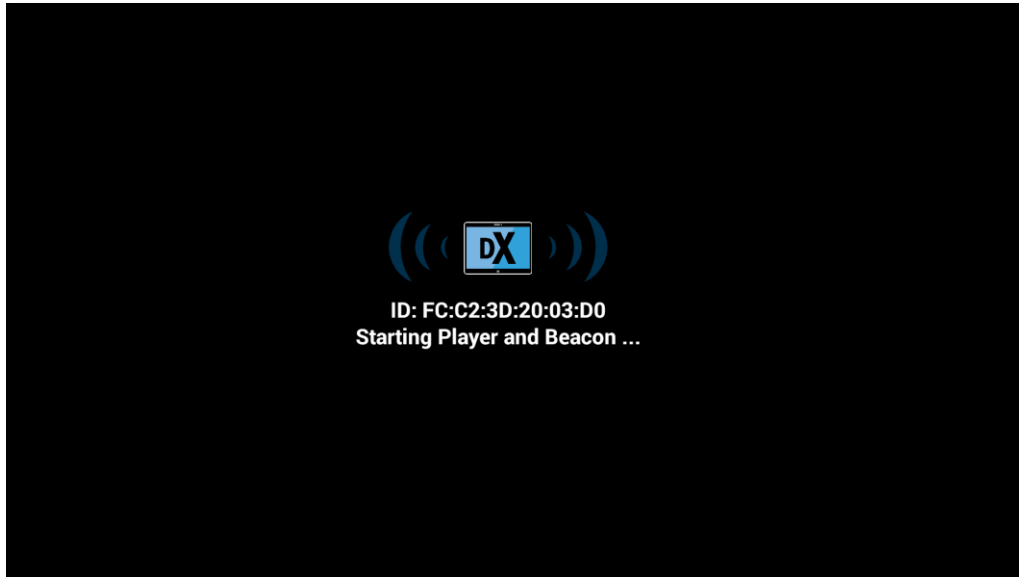 DX
ID: FC:C2:3D:20:03:D0
Starting Player and Beacon ...